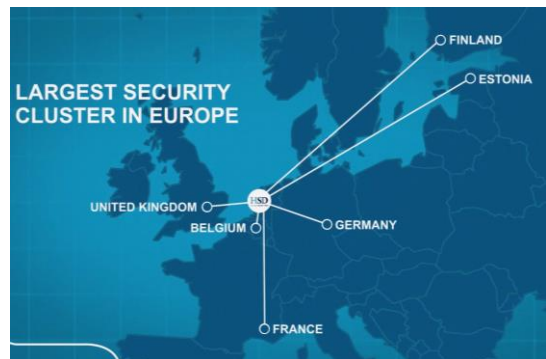 FINLAND
ESTONIA
LARGEST SECURITY
CLUSTER IN EUROPE
HSD
UNITED KINGDOM
BELGIUM
GERMANY
FRANCE